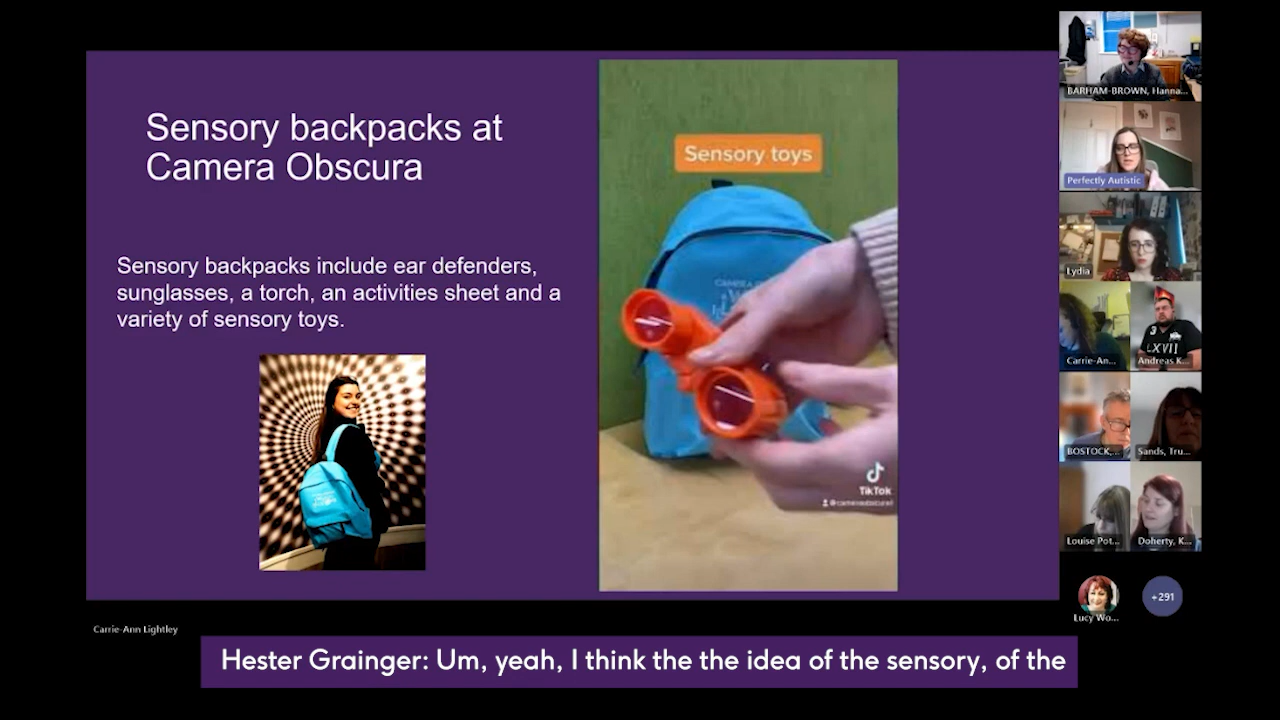 Sensory backpacks at
Camera Obscura
Sensory backpacks include ear defenders,
sunglasses, a torch, an activities sheet and a
variety of sensory toys.
Sensory toys
TikTok
BARHAM-BROWN, Hanna...
Perfectly Autistic
Lydia
Carrie-An...
Andreas K...
3
LXVII
BOSTOCK,...
Sands, Tru...
Louise Pot...
Doherty, K...
Lucy Wo...
+291
Carrie-Ann Lightley
Hester Grainger: Um, yeah, I think the the idea of the sensory, of the